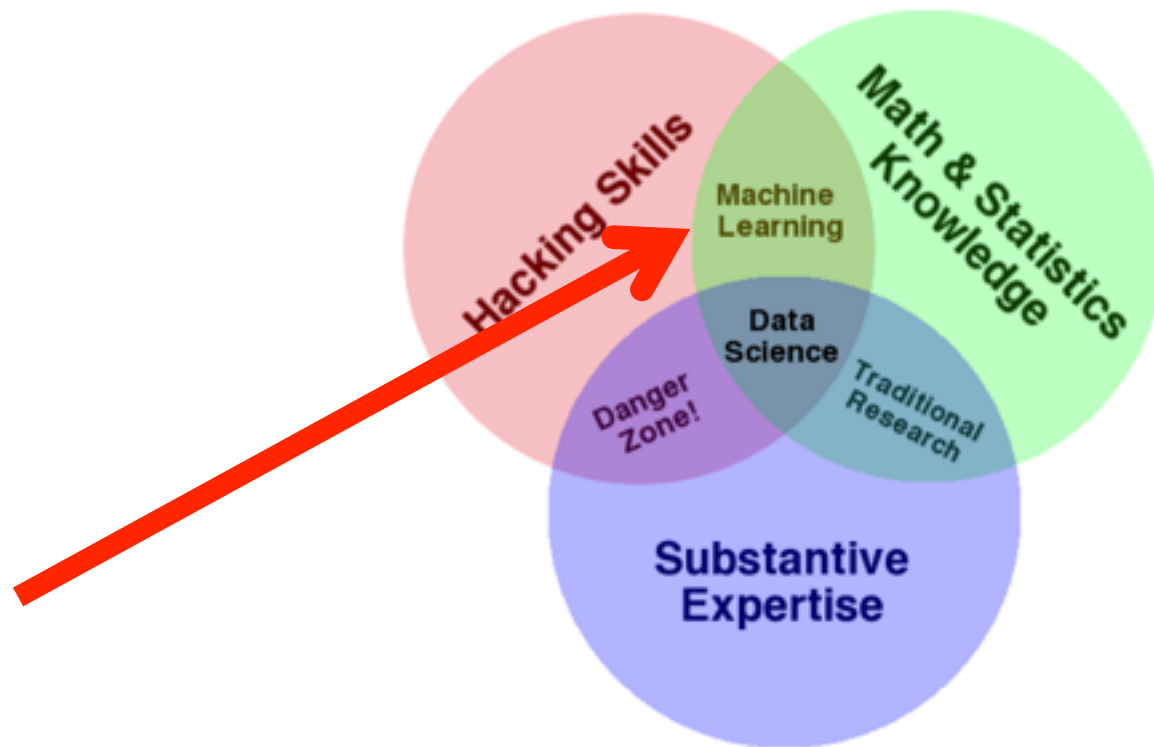 Hacking Skills
Math & Statistics
Knowledge
Machine
Learning
Data
Science
Danger
Zone!
Traditional
Research
Substantive
Expertise